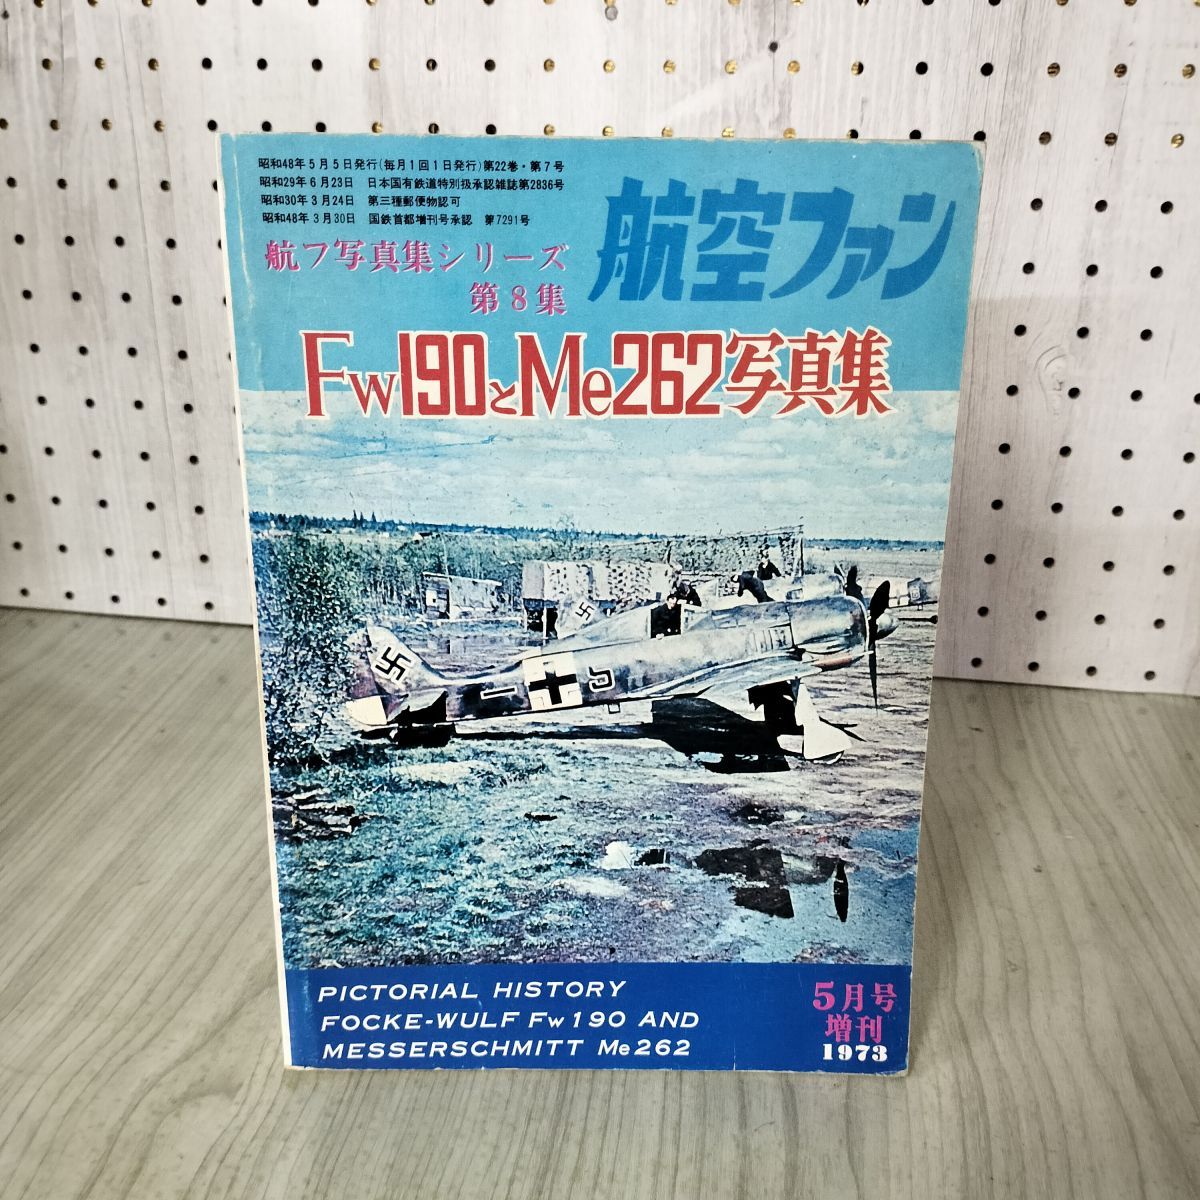 昭和48年5月5日発行(毎月1回1日発行)第22巻・第7号
昭和29年6月23日 日本国有鉄道特別扱承認雑誌第2836号
昭和30年3月24日 第三種郵便物認可
昭和48年3月30日 国鉄首都増刊号承認 第7291号
航空ファン
航フ写真集シリーズ
第8集
Fw190とMe262写真集
PICTORIAL HISTORY
FOCKE-WULF Fw190 AND
MESSERSCHMITT Me262
5月号
増刊
1973